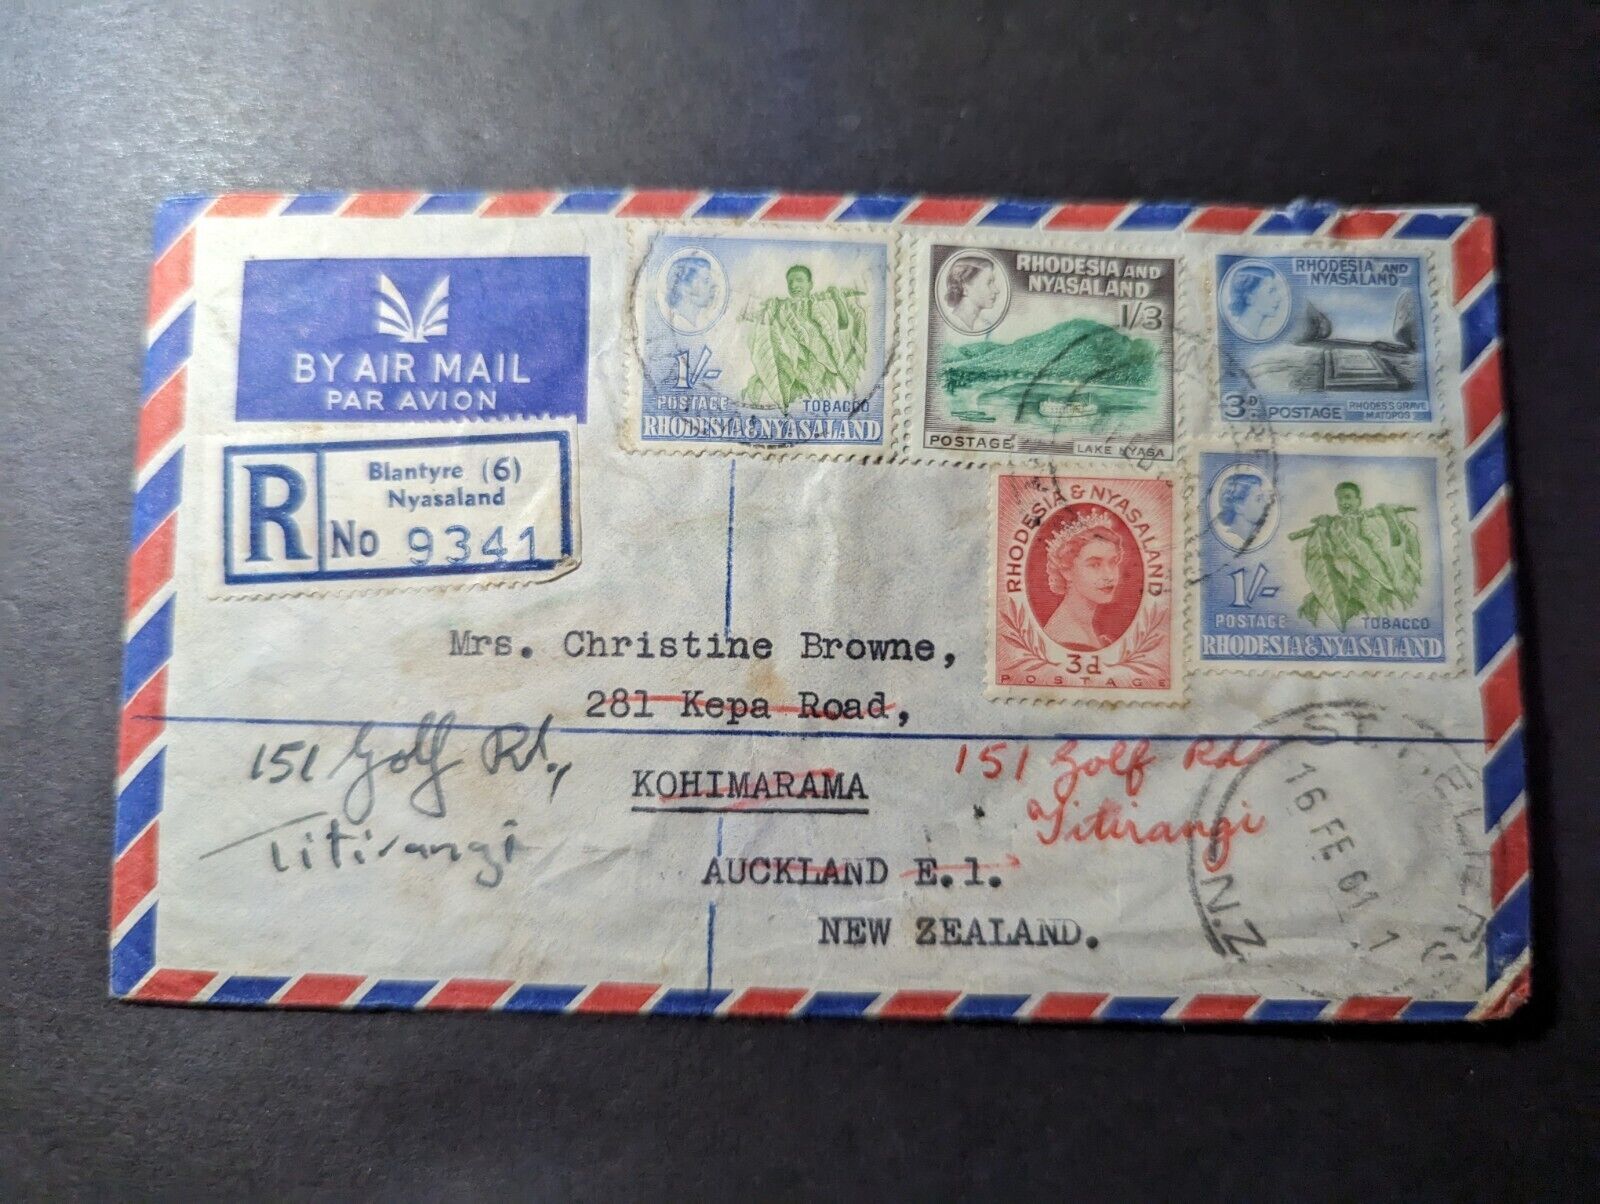 BY AIR MAIL
PAR AVION
R
Blantyre (6)
Nyasaland
No 9341
1/-
POSTAGE TOBACCO
RHODESIA & NYASALAND
RHODESIA AND
NYASALAND
1/3
POSTAGE
LAKE NYASA
RHODESIA AND
NYASALAND
3D
POSTAGE
RHODES'S GRAVE
MATOPOS
RHODESIA & NYASALAND
3d
POSTAGE
1/-
POSTAGE TOBACCO
RHODESIA & NYASALAND
Mrs. Christine Browne,
281 Kepa Road,
KOHIMARAMA
AUCKLAND E.1.
NEW ZEALAND.
151 Golf Rd.,
Titirangi
151 Golf Rd
Titirangi
16 FE 61
N.Z